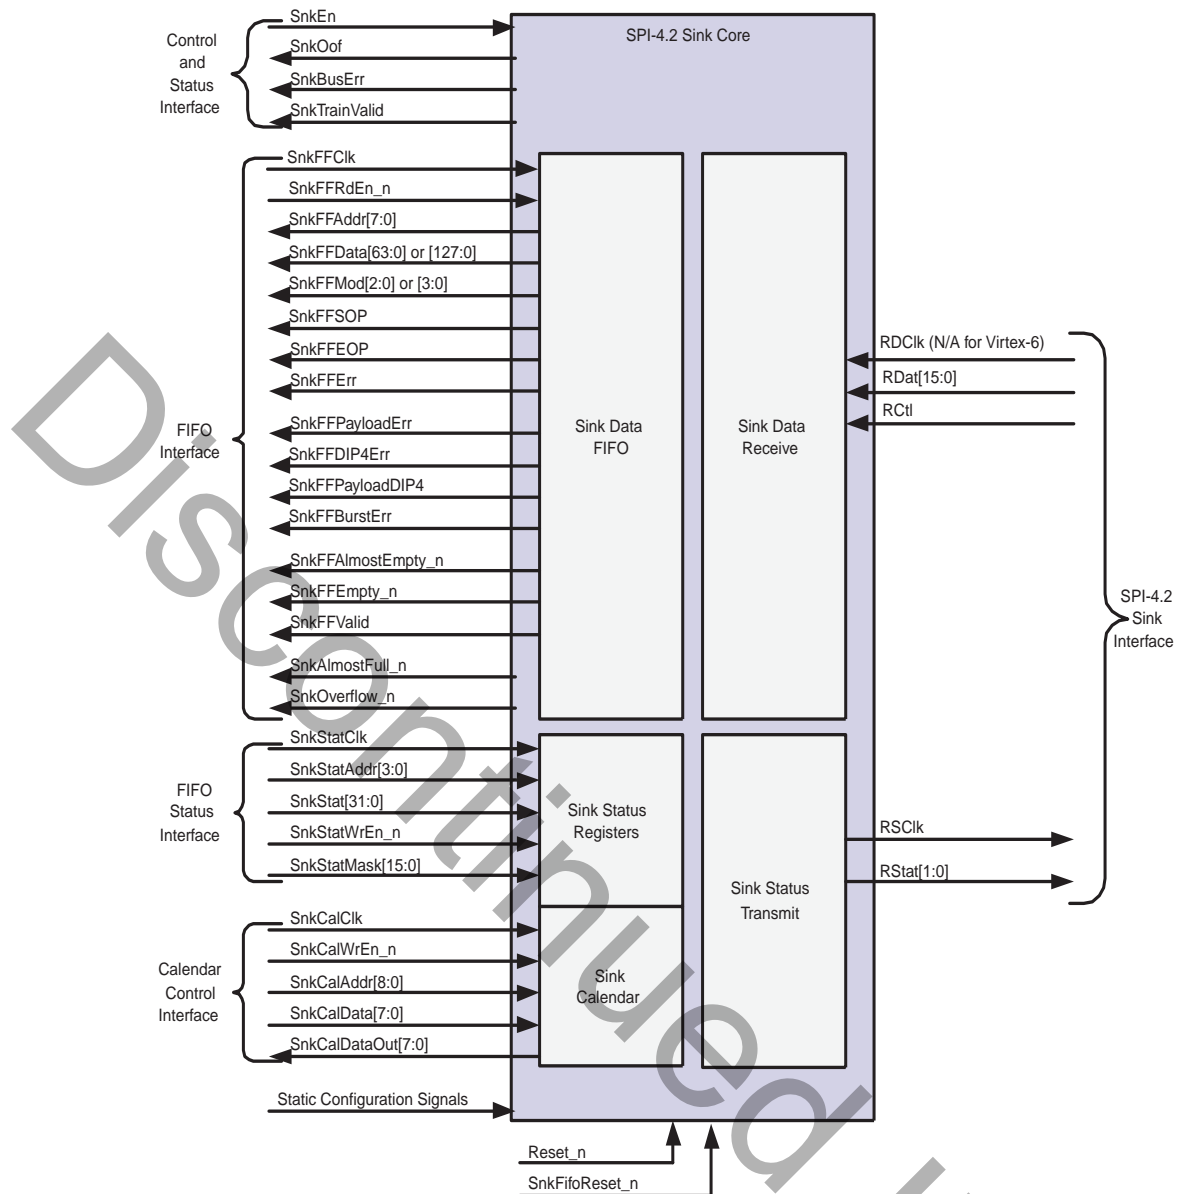 SnkEn
SPI-4.2 Sink Core
Control
and
Status
Interface
SnkOof
SnkBusErr
SnkTrainValid
SnkFFClk
SnkFFRdEn_n
SnkFFAddr[7:0]
SnkFFData[63:0] or [127:0]
SnkFFMod[2:0] or [3:0]
SnkFFSOP
SnkFFEOP
SnkFFErr
SnkFFPayloadErr
SnkFFDIP4Err
SnkFFPayloadDIP4
SnkFFBurstErr
SnkFFAlmostEmpty_n
SnkFFEmpty_n
SnkFFValid
SnkAlmostFull_n
SnkOverflow_n
FIFO
Interface
Sink Data
FIFO
Sink Data
Receive
RDClk (N/A for Virtex-6)
RDat[15:0]
RCtl
SPI-4.2
Sink
Interface
SnkStatClk
SnkStatAddr[3:0]
SnkStat[31:0]
SnkStatWrEn_n
SnkStatMask[15:0]
FIFO
Status
Interface
Sink Status
Registers
RSClk
RStat[1:0]
Sink Status
Transmit
SnkCalClk
SnkCalWrEn_n
SnkCalAddr[8:0]
SnkCalData[7:0]
SnkCalDataOut[7:0]
Calendar
Control
Interface
Sink
Calendar
Static Configuration Signals
Reset_n
SnkFifoReset_n
Discontinued